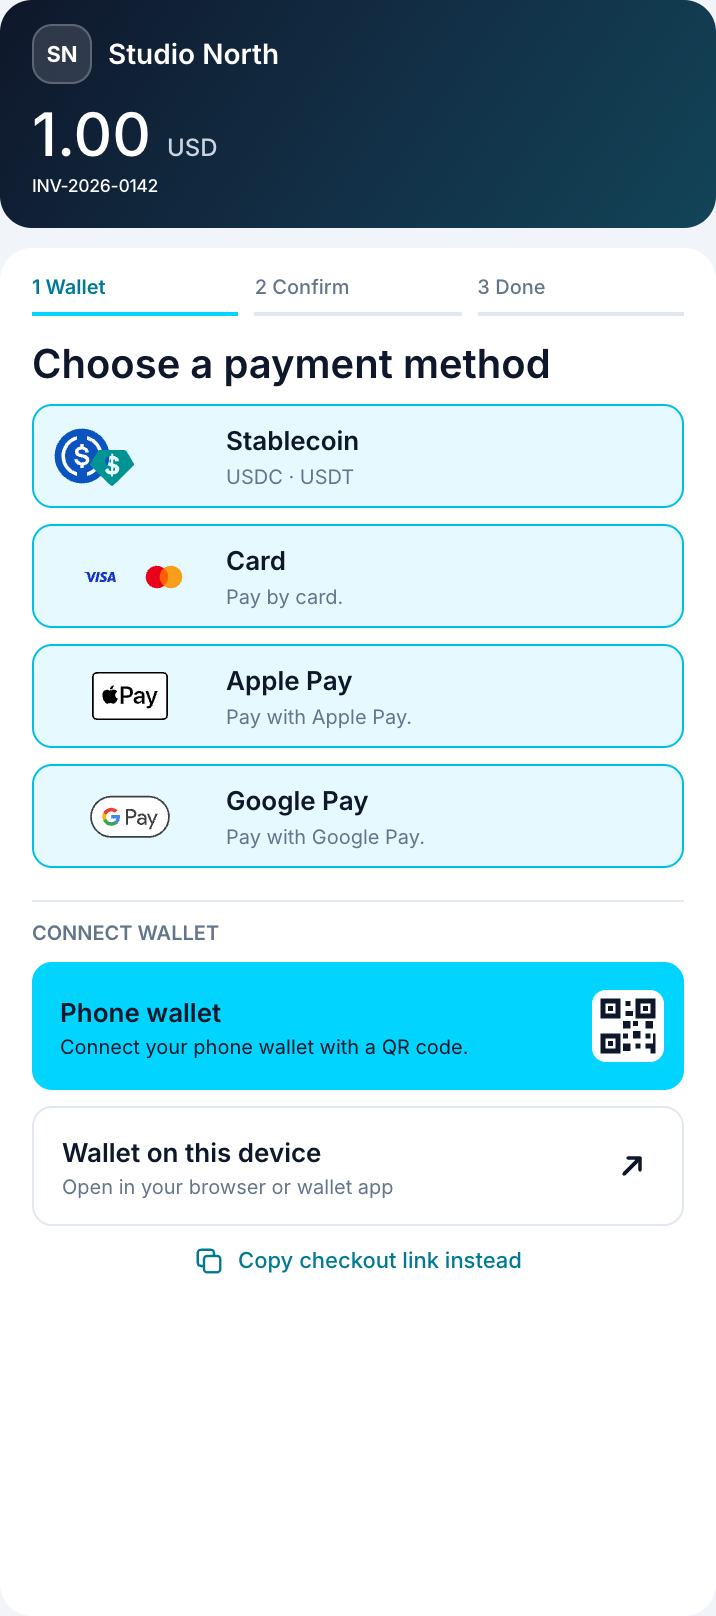 SN
Studio North
1.00 USD
INV-2026-0142
1 Wallet
2 Confirm
3 Done
Choose a payment method
Stablecoin
USDC · USDT
VISA
Card
Pay by card.
Pay
Apple Pay
Pay with Apple Pay.
G Pay
Google Pay
Pay with Google Pay.
CONNECT WALLET
Phone wallet
Connect your phone wallet with a QR code.
Wallet on this device
Open in your browser or wallet app
Copy checkout link instead